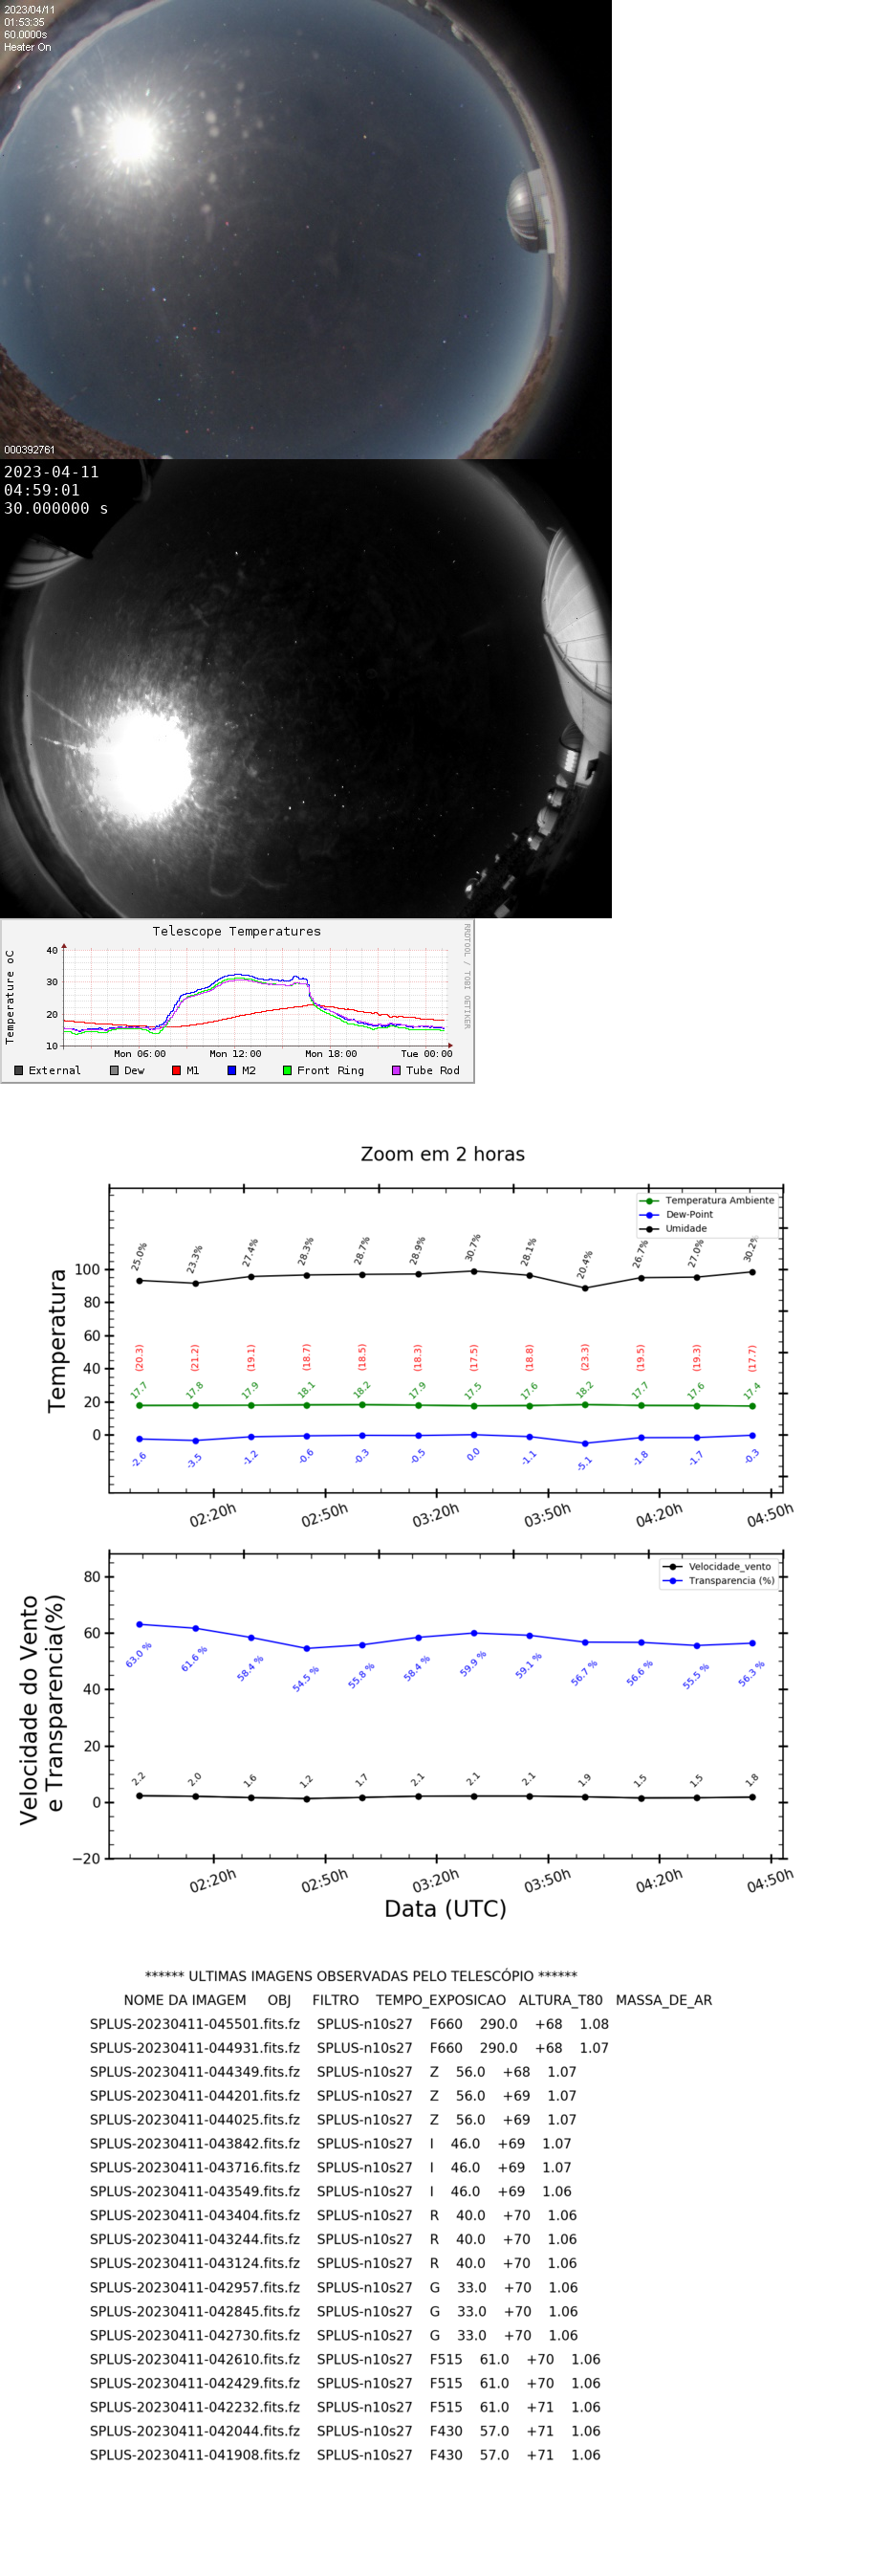 2023/04/11
01:53:35
60.0000s
Heater On
000392761
2023-04-11
04:59:01
30.000000 s
Telescope Temperatures
RRDTOOL / TOBI OETIKER
Temperature oC
40
30
20
10
Mon 06:00 Mon 12:00 Mon 18:00 Tue 00:00
External Dew M1 M2 Front Ring Tube Rod
Zoom em 2 horas
Temperatura Ambiente
Dew-Point
Umidade
Temperatura
100
80
60
40
20
0
25.0% 23.3% 27.4% 28.3% 28.7% 28.9% 30.7% 28.1% 20.4% 26.7% 27.0% 30.2%
(20.3) (21.2) (19.1) (18.7) (18.5) (18.3) (17.5) (18.8) (23.3) (19.5) (19.3) (17.7)
17.7 17.8 17.9 18.1 18.2 17.9 17.5 17.6 18.2 17.7 17.6 17.4
-2.6 -3.5 -1.2 -0.6 -0.3 -0.5 0.0 -1.1 -5.1 -1.8 -1.7 -0.3
02:20h 02:50h 03:20h 03:50h 04:20h 04:50h
Velocidade_vento
Transparencia (%)
Velocidade do Vento
e Transparencia(%)
80
60
40
20
0
−20
63.0 % 61.6 % 58.4 % 54.5 % 55.8 % 58.4 % 59.9 % 59.1 % 56.7 % 56.6 % 55.5 % 56.3 %
2.2 2.0 1.6 1.2 1.7 2.1 2.1 2.1 1.9 1.5 1.5 1.8
02:20h 02:50h 03:20h 03:50h 04:20h 04:50h
Data (UTC)
****** ULTIMAS IMAGENS OBSERVADAS PELO TELESCÓPIO ******
NOME DA IMAGEM OBJ FILTRO TEMPO_EXPOSICAO ALTURA_T80 MASSA_DE_AR
SPLUS-20230411-045501.fits.fz SPLUS-n10s27 F660 290.0 +68 1.08
SPLUS-20230411-044931.fits.fz SPLUS-n10s27 F660 290.0 +68 1.07
SPLUS-20230411-044349.fits.fz SPLUS-n10s27 Z 56.0 +68 1.07
SPLUS-20230411-044201.fits.fz SPLUS-n10s27 Z 56.0 +69 1.07
SPLUS-20230411-044025.fits.fz SPLUS-n10s27 Z 56.0 +69 1.07
SPLUS-20230411-043842.fits.fz SPLUS-n10s27 I 46.0 +69 1.07
SPLUS-20230411-043716.fits.fz SPLUS-n10s27 I 46.0 +69 1.07
SPLUS-20230411-043549.fits.fz SPLUS-n10s27 I 46.0 +69 1.06
SPLUS-20230411-043404.fits.fz SPLUS-n10s27 R 40.0 +70 1.06
SPLUS-20230411-043244.fits.fz SPLUS-n10s27 R 40.0 +70 1.06
SPLUS-20230411-043124.fits.fz SPLUS-n10s27 R 40.0 +70 1.06
SPLUS-20230411-042957.fits.fz SPLUS-n10s27 G 33.0 +70 1.06
SPLUS-20230411-042845.fits.fz SPLUS-n10s27 G 33.0 +70 1.06
SPLUS-20230411-042730.fits.fz SPLUS-n10s27 G 33.0 +70 1.06
SPLUS-20230411-042610.fits.fz SPLUS-n10s27 F515 61.0 +70 1.06
SPLUS-20230411-042429.fits.fz SPLUS-n10s27 F515 61.0 +70 1.06
SPLUS-20230411-042232.fits.fz SPLUS-n10s27 F515 61.0 +71 1.06
SPLUS-20230411-042044.fits.fz SPLUS-n10s27 F430 57.0 +71 1.06
SPLUS-20230411-041908.fits.fz SPLUS-n10s27 F430 57.0 +71 1.06